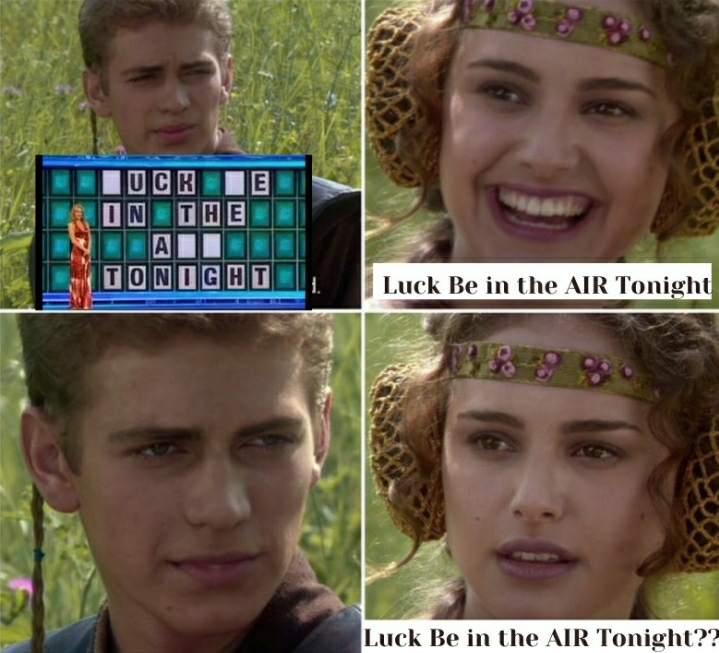 UCK E
IN THE
A
TONIGHT
d.
Luck Be in the AIR Tonight
Luck Be in the AIR Tonight??